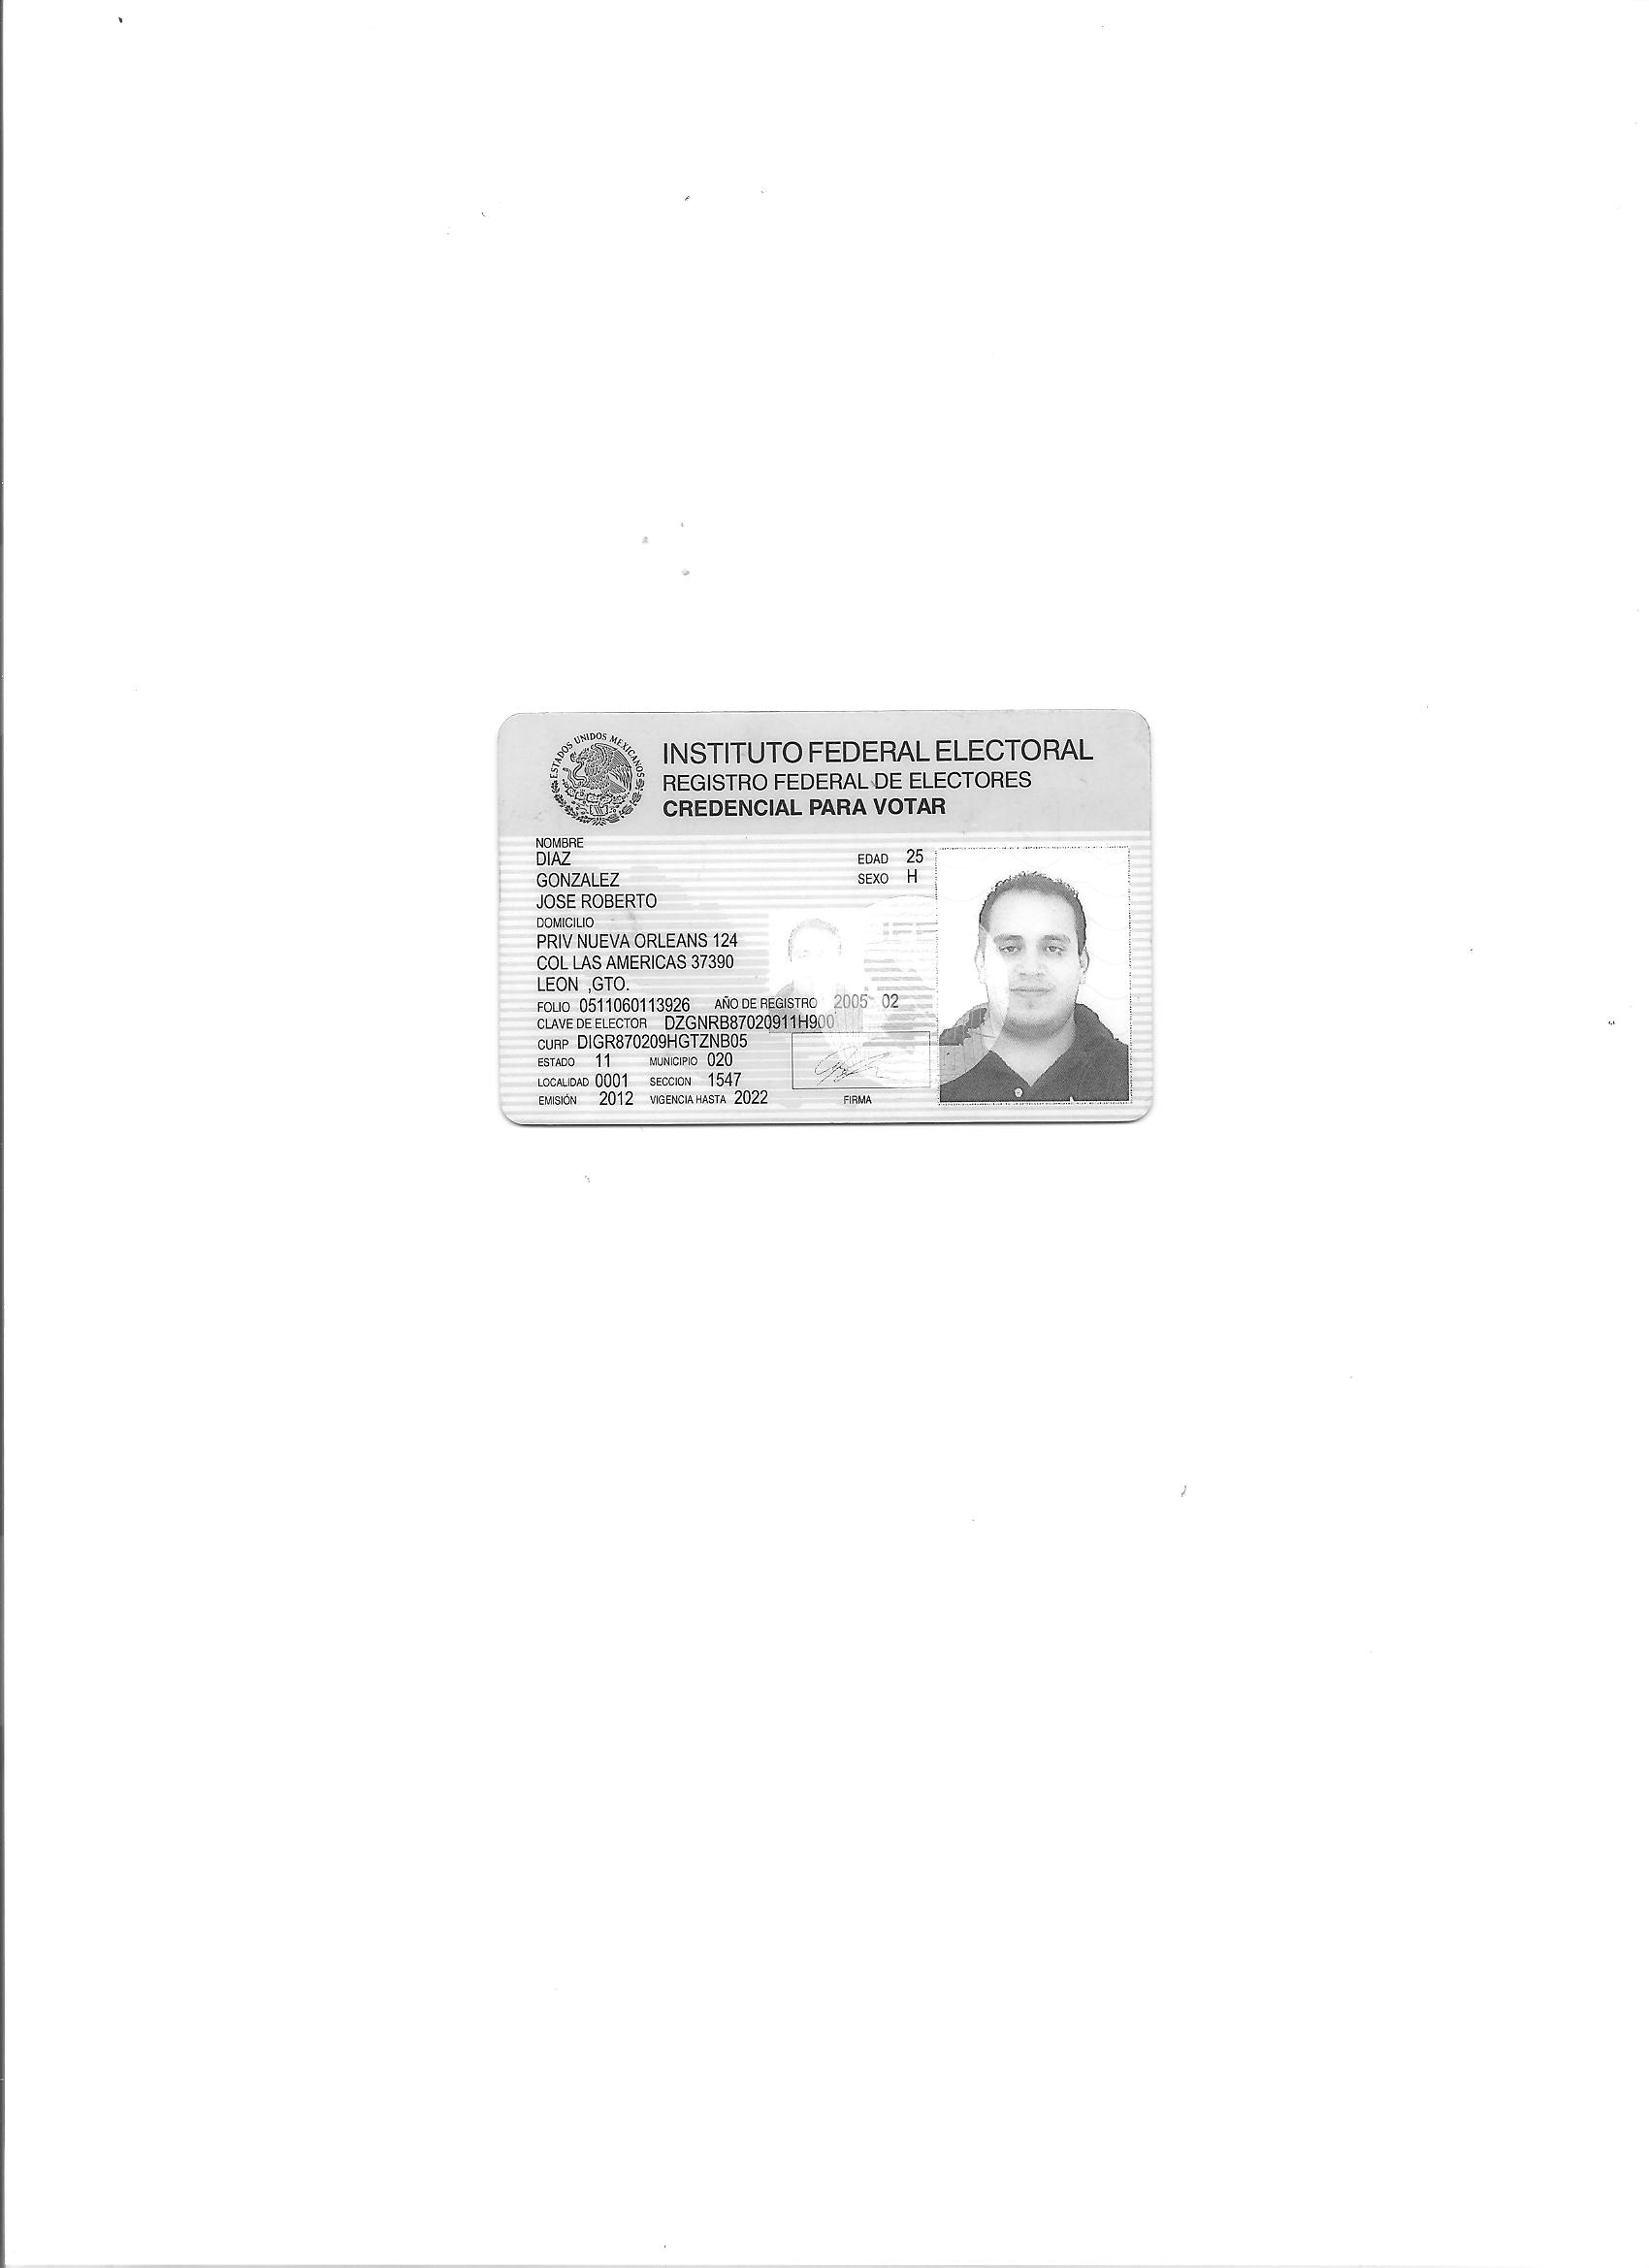 ESTADOS UNIDOS MEXICANOS
INSTITUTO FEDERAL ELECTORAL
REGISTRO FEDERAL DE ELECTORES
CREDENCIAL PARA VOTAR
NOMBRE
DIAZ
EDAD 25
GONZALEZ
SEXO H
JOSE ROBERTO
DOMICILIO
PRIV NUEVA ORLEANS 124
COL LAS AMERICAS 37390
LEON ,GTO.
FOLIO 0511060113926 AÑO DE REGISTRO 2005 02
CLAVE DE ELECTOR DZGNRB87020911H900
CURP DIGR870209HGTZNB05
ESTADO 11 MUNICIPIO 020
LOCALIDAD 0001 SECCION 1547
EMISIÓN 2012 VIGENCIA HASTA 2022 FIRMA